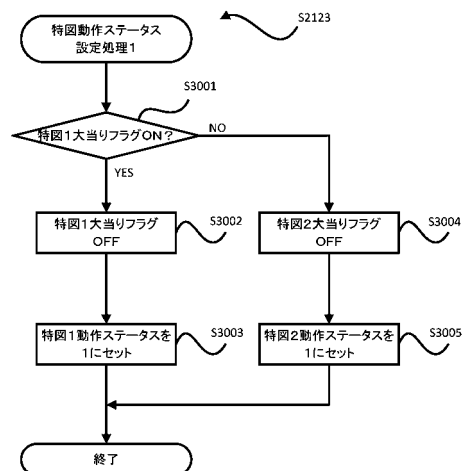 特図動作ステータス
設定処理1
S2123
S3001
特図1大当りフラグON?
NO
YES
特図1大当りフラグ
OFF
S3002
特図2大当りフラグ
OFF
S3004
特図1動作ステータスを
1にセット
S3003
特図2動作ステータスを
1にセット
S3005
終了